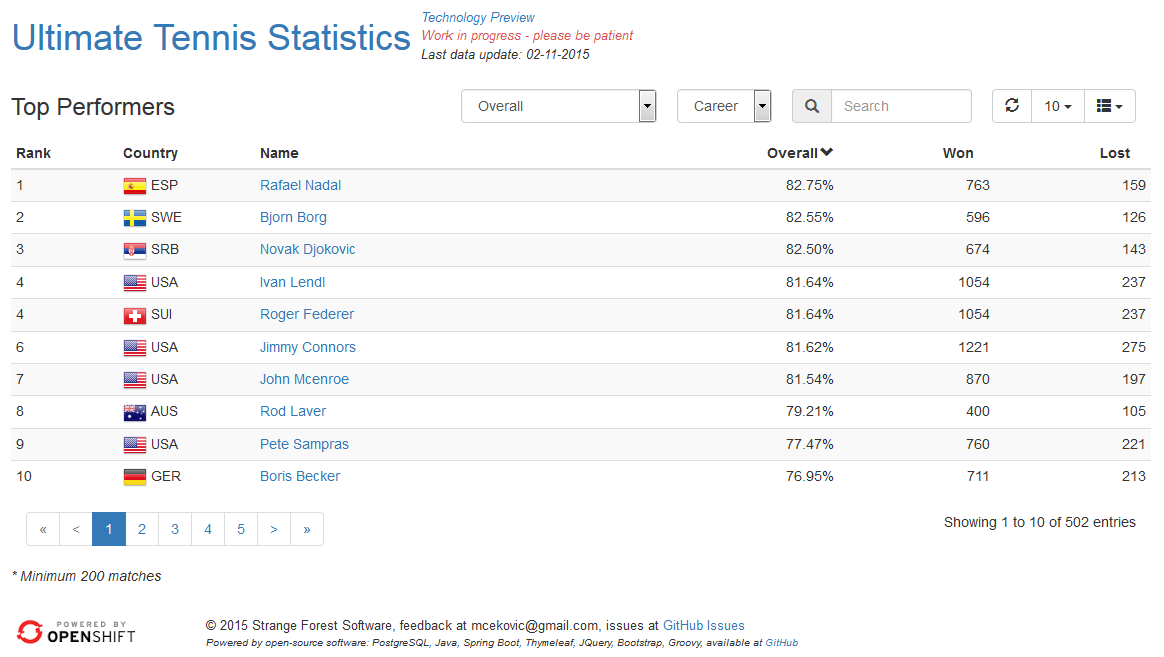 Ultimate Tennis Statistics
Technology Preview
Work in progress - please be patient
Last data update: 02-11-2015
Top Performers
Overall Career Search 10
Rank Country Name Overall Won Lost
1 ESP Rafael Nadal 82.75% 763 159
2 SWE Bjorn Borg 82.55% 596 126
3 SRB Novak Djokovic 82.50% 674 143
4 USA Ivan Lendl 81.64% 1054 237
4 SUI Roger Federer 81.64% 1054 237
6 USA Jimmy Connors 81.62% 1221 275
7 USA John Mcenroe 81.54% 870 197
8 AUS Rod Laver 79.21% 400 105
9 USA Pete Sampras 77.47% 760 221
10 GER Boris Becker 76.95% 711 213
« < 1 2 3 4 5 > »
Showing 1 to 10 of 502 entries
* Minimum 200 matches
POWERED BY
OPENSHIFT
© 2015 Strange Forest Software, feedback at mcekovic@gmail.com, issues at GitHub Issues
Powered by open-source software: PostgreSQL, Java, Spring Boot, Thymeleaf, JQuery, Bootstrap, Groovy, available at GitHub